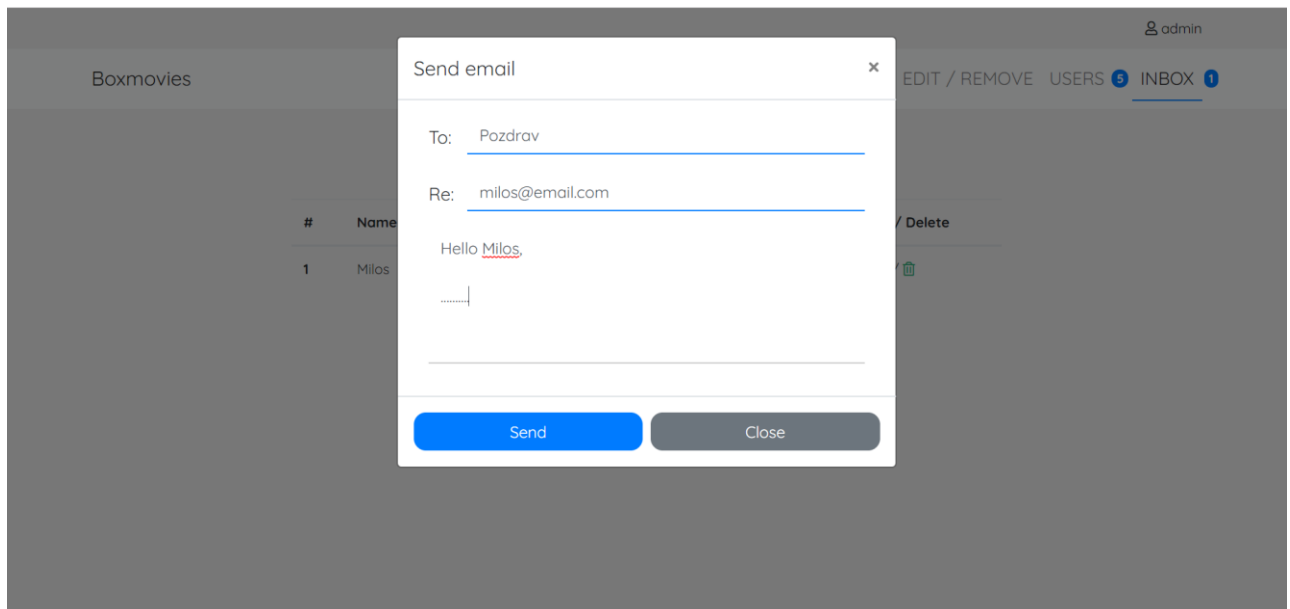 admin
Boxmovies
EDIT / REMOVE USERS 5 INBOX 1
Send email ×
To: Pozdrav
Re: milos@email.com
Hello Milos,
.........
Send Close
# Name / Delete
1 Milos /